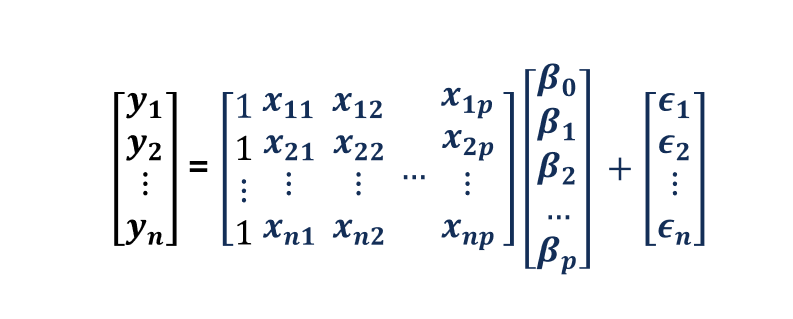 [y₁ y₂ ⋮ yₙ] = [1 x₁₁ x₁₂ ⋯ x₁ₚ; 1 x₂₁ x₂₂ ⋯ x₂ₚ; ⋮ ⋮ ⋮ ⋯ ⋮; 1 xₙ₁ xₙ₂ ⋯ xₙₚ] [β₀ β₁ β₂ ... βₚ] + [ϵ₁ ϵ₂ ⋮ ϵₙ]